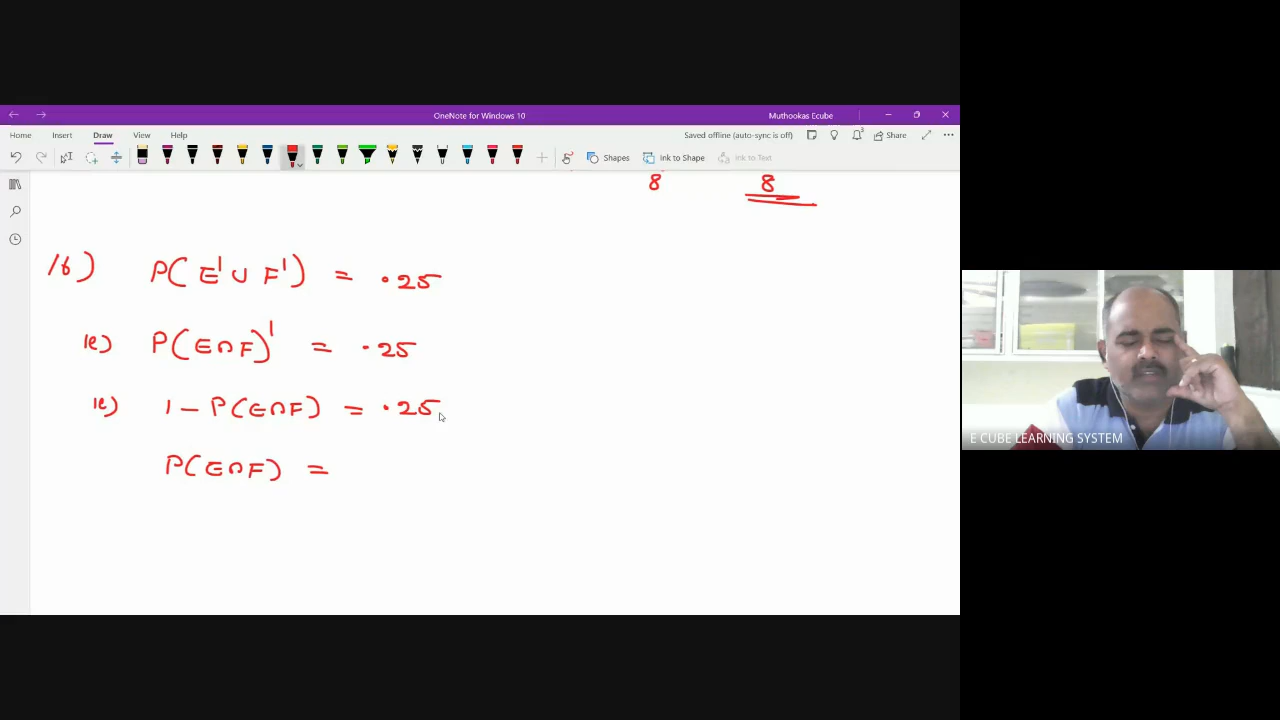 OneNote for Windows 10
Muthookas Ecube
Home Insert Draw View Help
Saved offline (auto-sync is off)
Share
Shapes
Ink to Shape
Ink to Text
8 8
16) P(E' ∪ F') = .25
ie) P(E∩F)' = .25
ie) 1 - P(E∩F) = .25
P(E∩F) =
E CUBE LEARNING SYSTEM